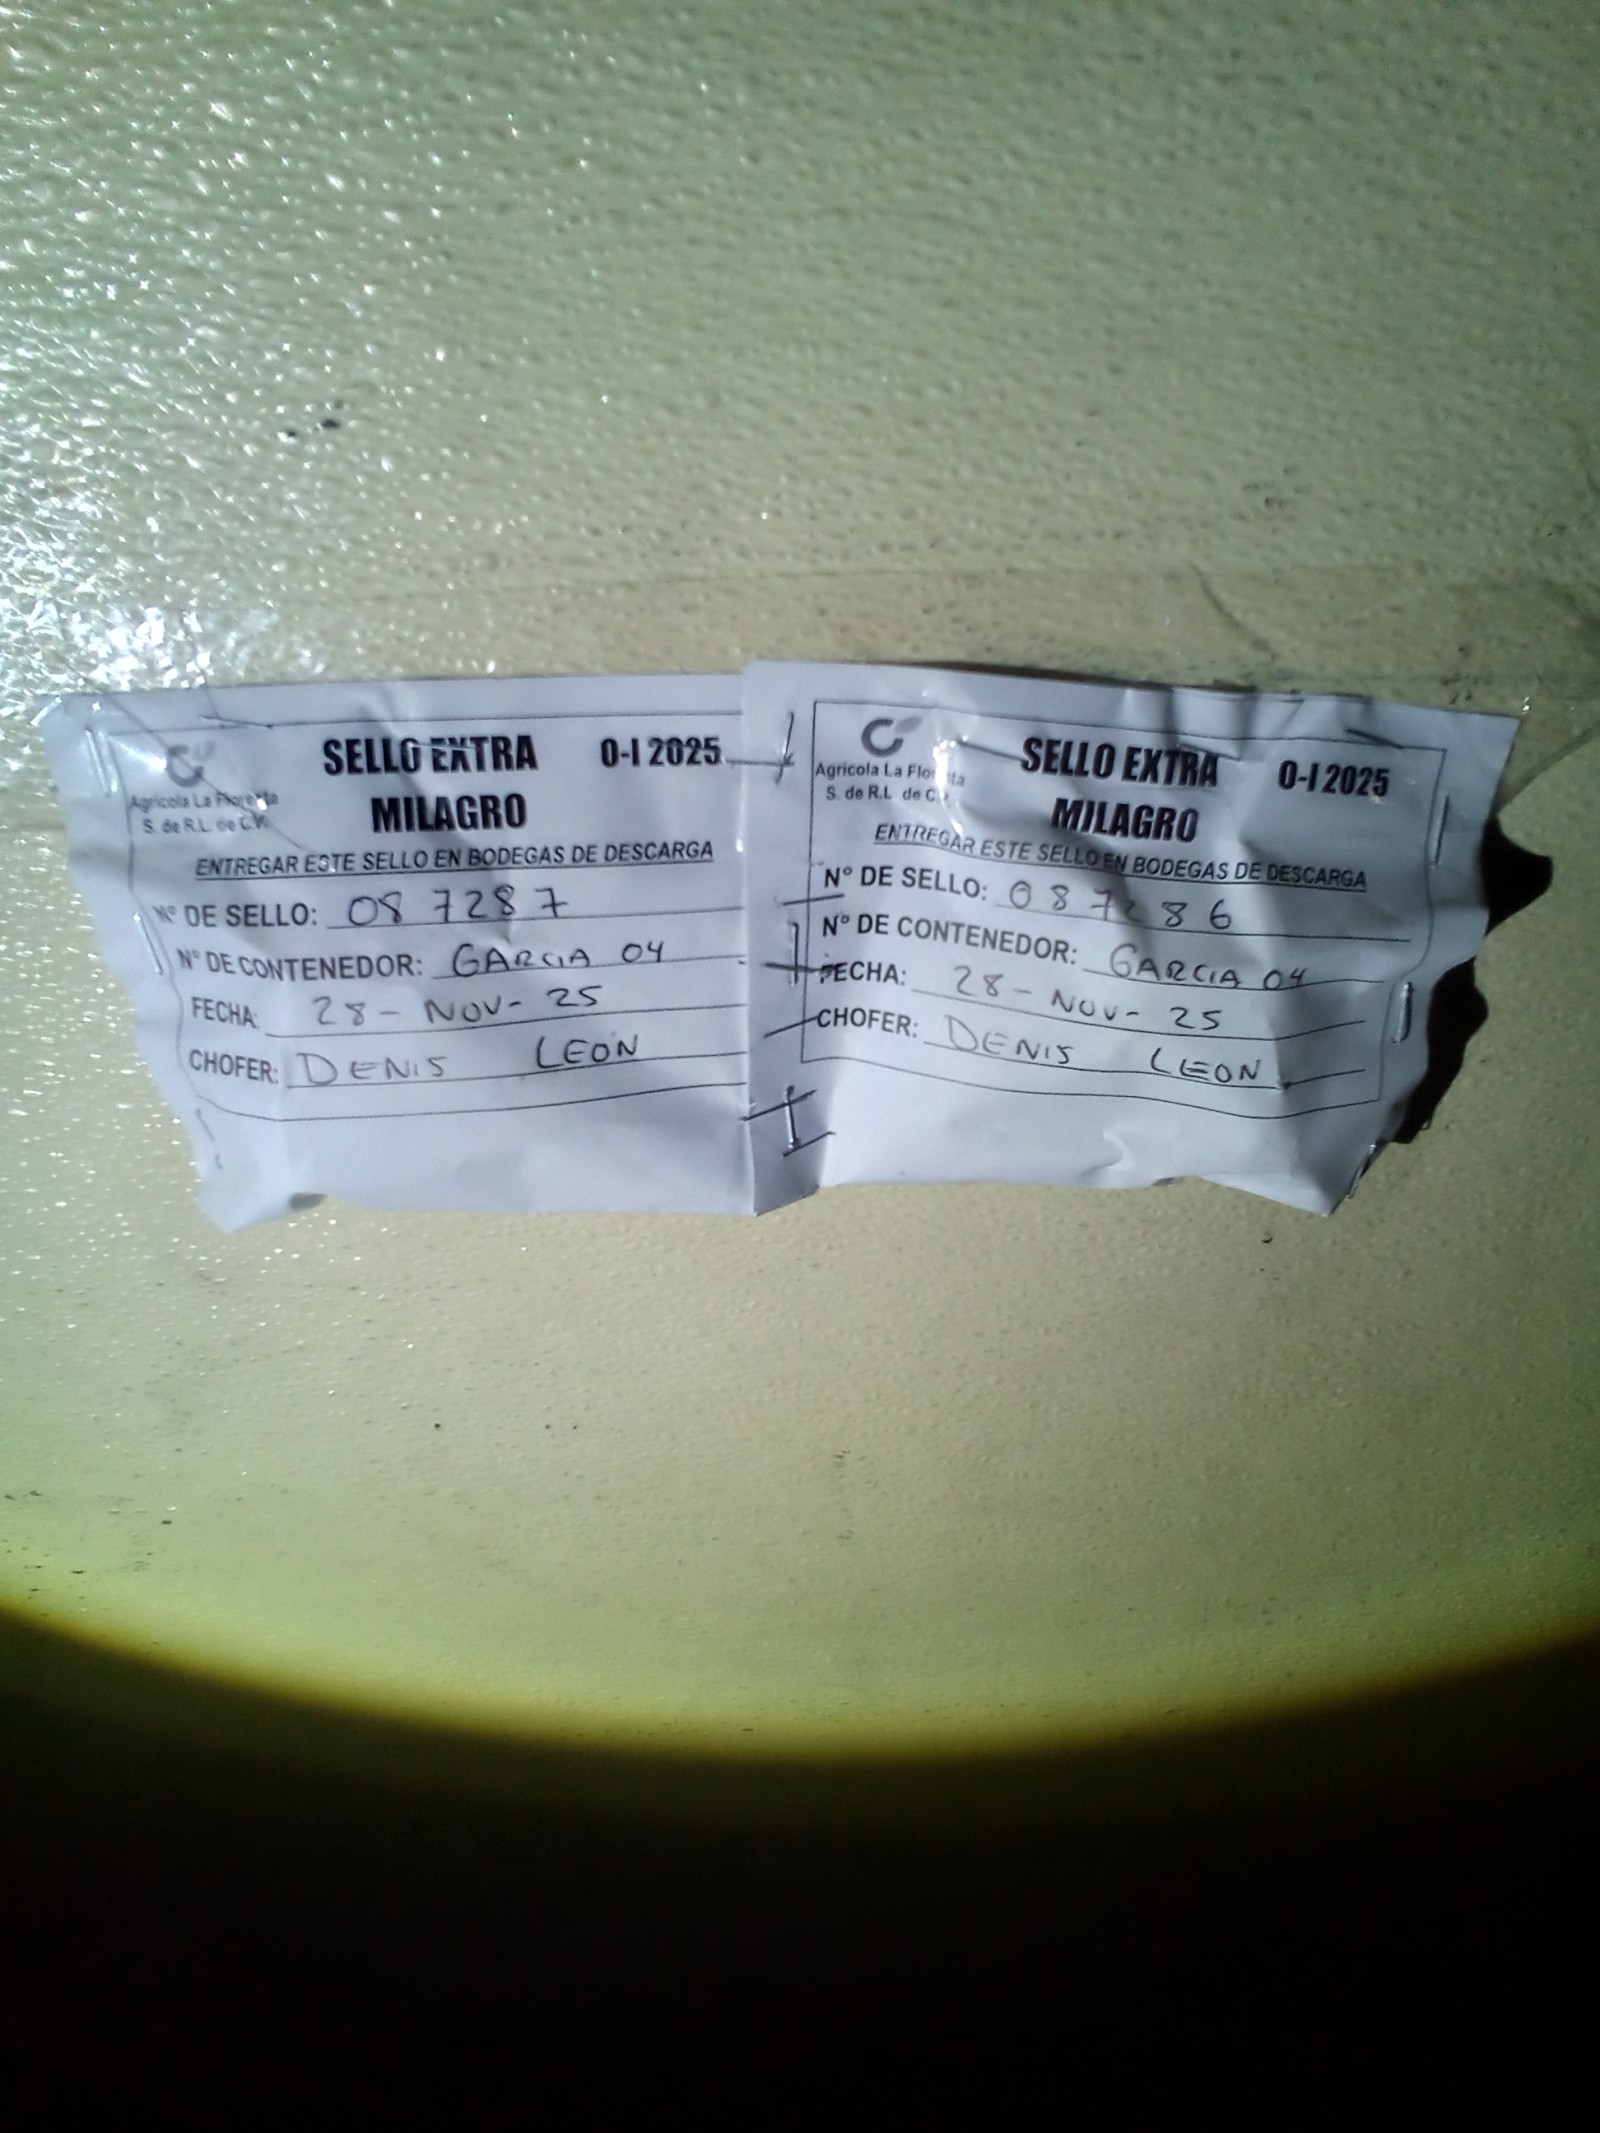 Agricola La Floresta
S. de R.L. de C.V.
SELLO EXTRA O-I 2025
MILAGRO
ENTREGAR ESTE SELLO EN BODEGAS DE DESCARGA
Nº DE SELLO: 087287
Nº DE CONTENEDOR: GARCIA 04
FECHA: 28-NOV-25
CHOFER: DENIS LEON
Agricola La Floresta
S. de R.L. de C.V.
SELLO EXTRA O-I 2025
MILAGRO
ENTREGAR ESTE SELLO EN BODEGAS DE DESCARGA
Nº DE SELLO: 087286
Nº DE CONTENEDOR: GARCIA 04
FECHA: 28-NOV-25
CHOFER: DENIS LEON